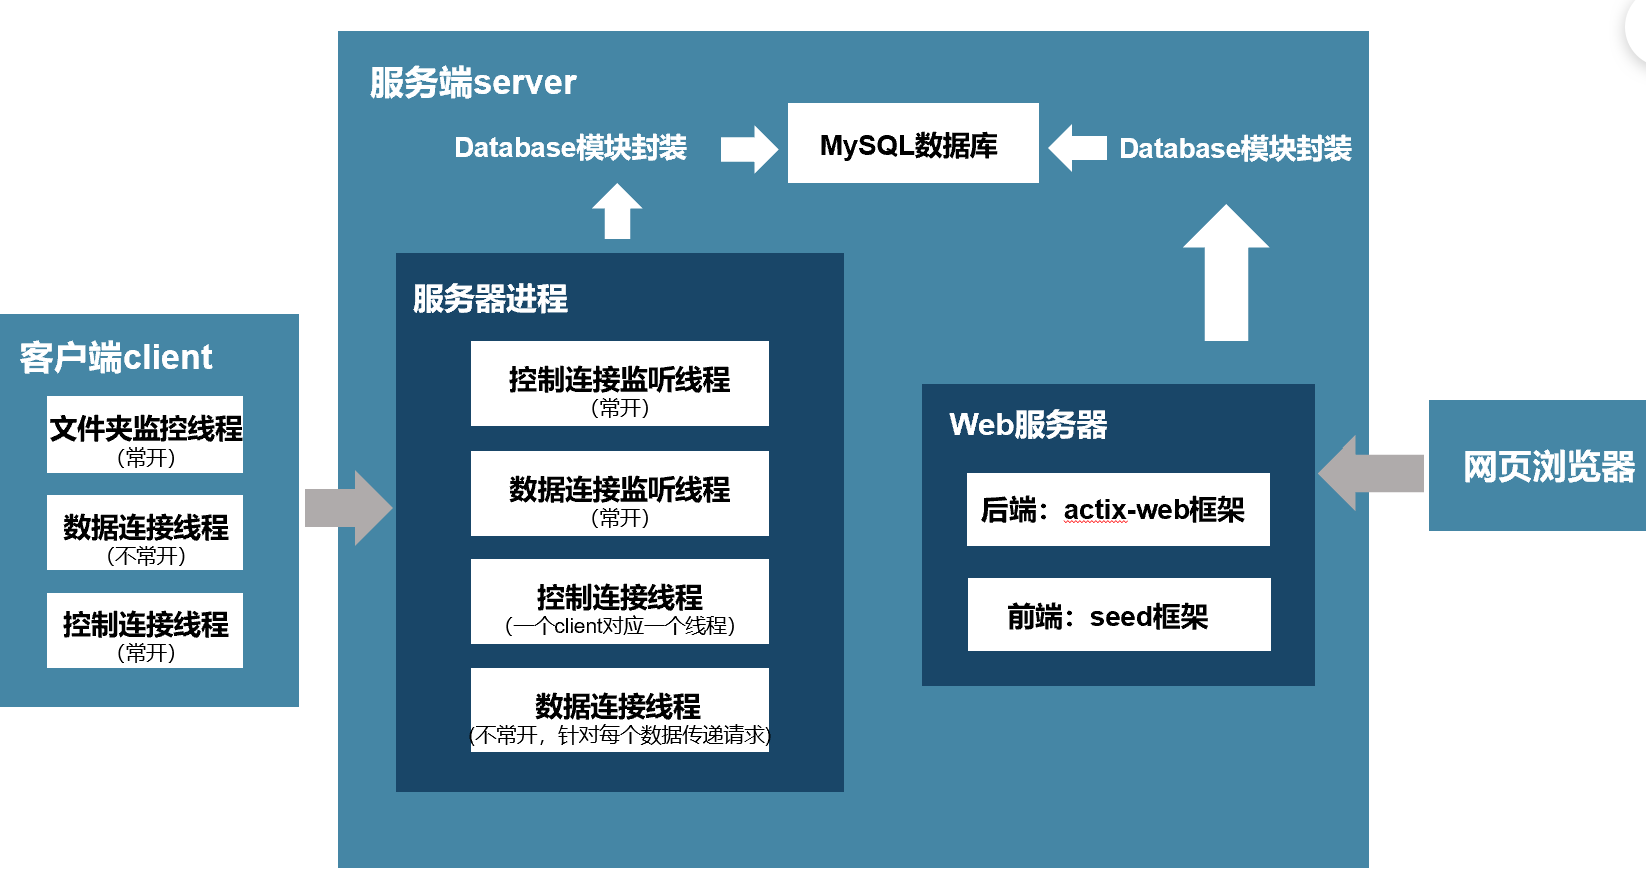 服务端server
Database模块封装
MySQL数据库
Database模块封装
服务器进程
控制连接监听线程
(常开)
数据连接监听线程
(常开)
控制连接线程
(一个client对应一个线程)
数据连接线程
(不常开，针对每个数据传递请求)
客户端client
文件夹监控线程
(常开)
数据连接线程
(不常开)
控制连接线程
(常开)
Web服务器
后端：actix-web框架
前端：seed框架
网页浏览器